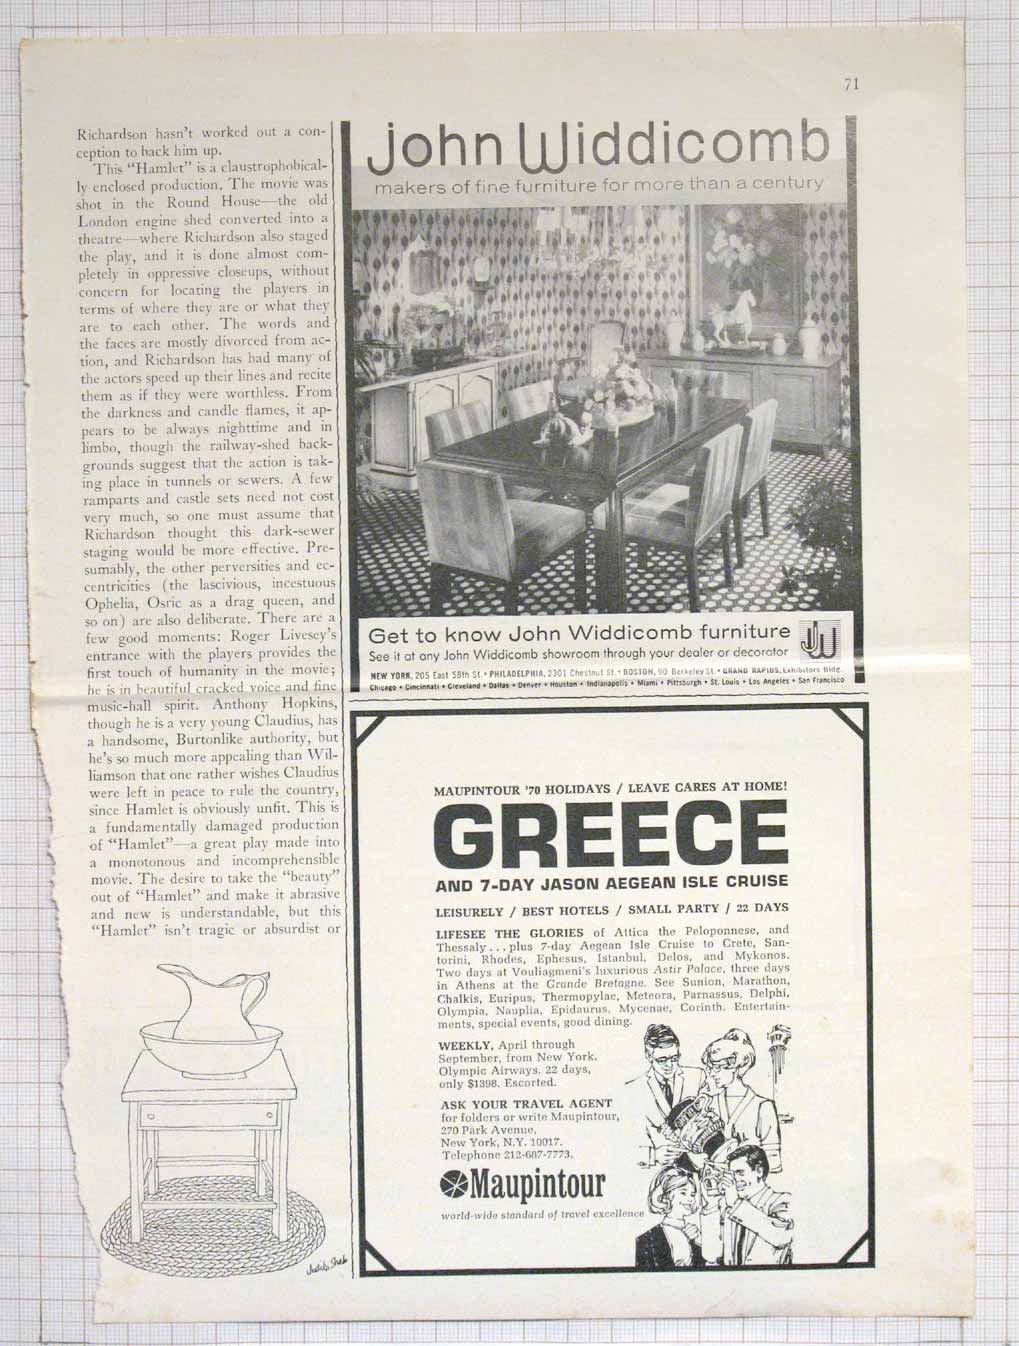 71
Richardson hasn't worked out a con-
ception to back him up.
This "Hamlet" is a claustrophobical-
ly enclosed production. The movie was
shot in the Round House—the old
London engine shed converted into a
theatre—where Richardson also staged
the play, and it is done almost com-
pletely in oppressive closeups, without
concern for locating the players in
terms of where they are or what they
are to each other. The words and
the faces are mostly divorced from ac-
tion, and Richardson has had many of
the actors speed up their lines and recite
them as if they were worthless. From
the darkness and candle flames, it ap-
pears to be always nighttime and in
limbo, though the railway-shed back-
grounds suggest that the action is tak-
ing place in tunnels or sewers. A few
ramparts and castle sets need not cost
very much, so one must assume that
Richardson thought this dark-sewer
staging would be more effective. Pre-
sumably, the other perversities and ec-
centricities (the lascivious, incestuous
Ophelia, Osric as a drag queen, and
so on) are also deliberate. There are a
few good moments: Roger Livesey's
entrance with the players provides the
first touch of humanity in the movie;
he is in beautiful cracked voice and fine
music-hall spirit. Anthony Hopkins,
though he is a very young Claudius, has
a handsome, Burtonlike authority, but
he's so much more appealing than Wil-
liamson that one rather wishes Claudius
were left in peace to rule the country,
since Hamlet is obviously unfit. This is
a fundamentally damaged production
of "Hamlet"—a great play made into
a monotonous and incomprehensible
movie. The desire to take the "beauty"
out of "Hamlet" and make it abrasive
and new is understandable, but this
"Hamlet" isn't tragic or absurdist or
john Widdicomb
makers of fine furniture for more than a century
Get to know John Widdicomb furniture
See it at any John Widdicomb showroom through your dealer or decorator
NEW YORK, 205 East 58th St. • PHILADELPHIA, 2301 Chestnut St. • BOSTON, 90 Berkeley St. • GRAND RAPIDS, Exhibitors Bldg.
Chicago • Cincinnati • Cleveland • Dallas • Denver • Houston • Indianapolis • Miami • Pittsburgh • St. Louis • Los Angeles • San Francisco
MAUPINTOUR '70 HOLIDAYS / LEAVE CARES AT HOME!
GREECE
AND 7-DAY JASON AEGEAN ISLE CRUISE
LEISURELY / BEST HOTELS / SMALL PARTY / 22 DAYS
LIFESEE THE GLORIES of Attica the Peloponnese, and
Thessaly . . . plus 7-day Aegean Isle Cruise to Crete, San-
torini, Rhodes, Ephesus, Istanbul, Delos, and Mykonos.
Two days at Vouliagmeni's luxurious Astir Palace, three days
in Athens at the Grande Bretagne. See Sunion, Marathon,
Chalkis, Euripus, Thermopylae, Meteora, Parnassus, Delphi,
Olympia, Nauplia, Epidaurus, Mycenae, Corinth. Entertain-
ments, special events, good dining.
WEEKLY, April through
September, from New York.
Olympic Airways. 22 days,
only $1398. Escorted.
ASK YOUR TRAVEL AGENT
for folders or write Maupintour,
270 Park Avenue,
New York, N.Y. 10017.
Telephone 212-687-7773.
Maupintour
world-wide standard of travel excellence